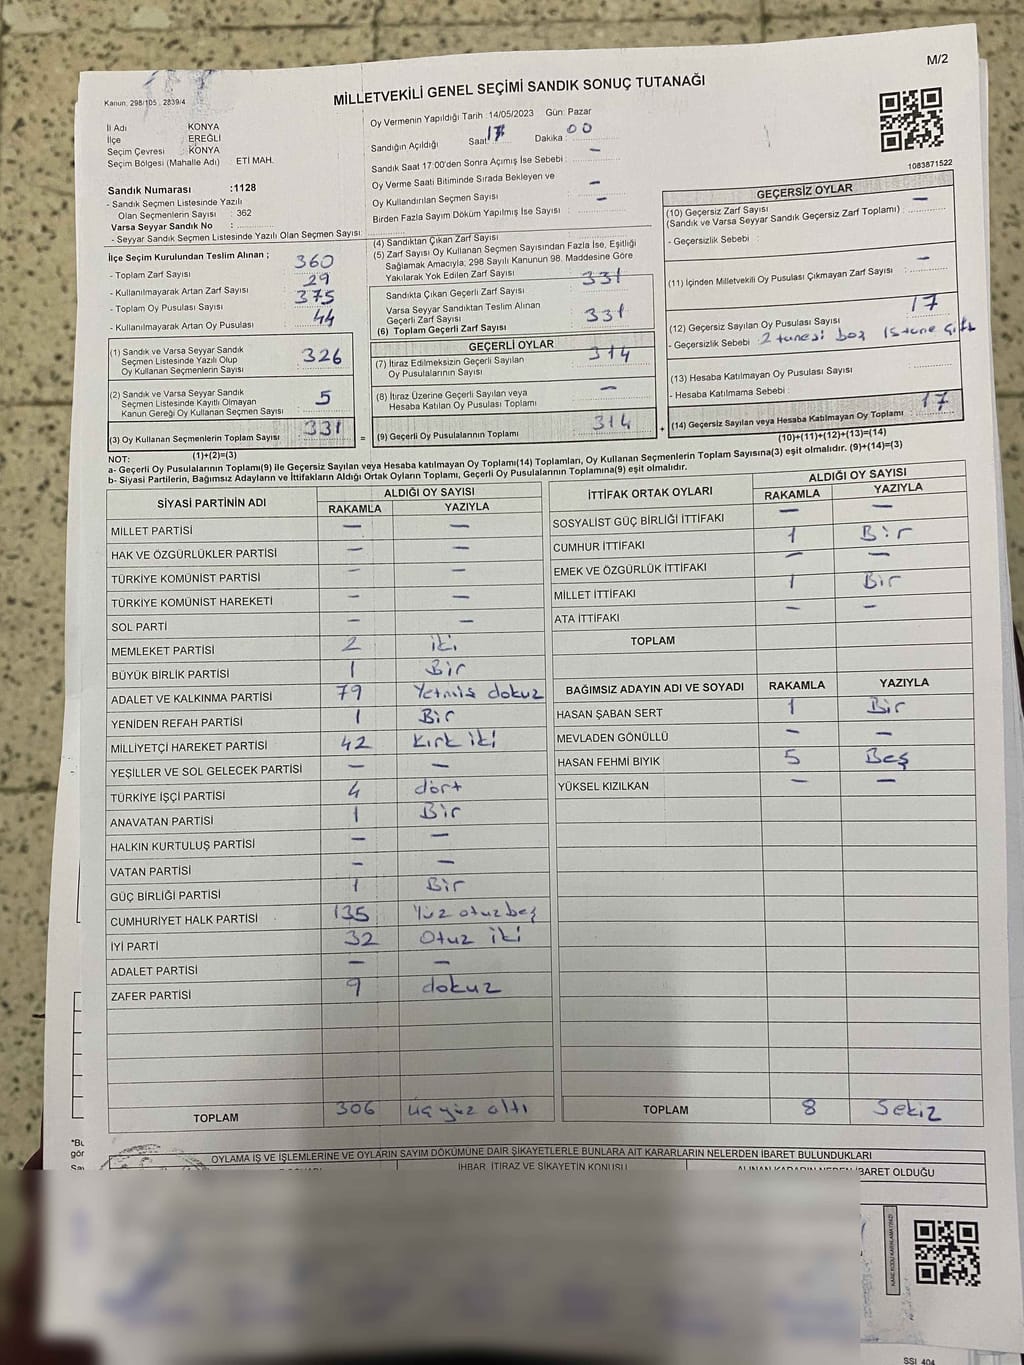 M/2
Kanun: 298/105 , 2839/4
MİLLETVEKİLİ GENEL SEÇİMİ SANDIK SONUÇ TUTANAĞI
İl Adı KONYA
İlçe EREĞLİ
Seçim Çevresi KONYA
Seçim Bölgesi (Mahalle Adı) ETİ MAH.
Sandık Numarası :1128
- Sandık Seçmen Listesinde Yazılı
Olan Seçmenlerin Sayısı : 362
Varsa Seyyar Sandık No :
- Seyyar Sandık Seçmen Listesinde Yazılı Olan Seçmen Sayısı:
Oy Vermenin Yapıldığı Tarih : 14/05/2023 Gün: Pazar
Sandığın Açıldığı Saat 17 Dakika : 00
Sandık Saat 17:00'den Sonra Açımış İse Sebebi : —
Oy Verme Saati Bitiminde Sırada Bekleyen ve
Oy Kullandırılan Seçmen Sayısı : —
Birden Fazla Sayım Döküm Yapılmış İse Sayısı : —
1083871522
İlçe Seçim Kurulundan Teslim Alınan ;
- Toplam Zarf Sayısı 360
- Kullanılmayarak Artan Zarf Sayısı : 29
- Toplam Oy Pusulası Sayısı 375
- Kullanılmayarak Artan Oy Pusulası : 44
(1) Sandık ve Varsa Seyyar Sandık
Seçmen Listesinde Yazılı Olup
Oy Kullanan Seçmenlerin Sayısı : 326
(2) Sandık ve Varsa Seyyar Sandık
Seçmen Listesinde Kayıtlı Olmayan
Kanun Gereği Oy Kullanan Seçmen Sayısı : 5
(3) Oy Kullanan Seçmenlerin Toplam Sayısı 331
(1)+(2)=(3)
(4) Sandıktan Çıkan Zarf Sayısı :
(5) Zarf Sayısı Oy Kullanan Seçmen Sayısından Fazla İse, Eşitliği
Sağlamak Amacıyla; 298 Sayılı Kanunun 98. Maddesine Göre
Yakılarak Yok Edilen Zarf Sayısı :
Sandıkta Çıkan Geçerli Zarf Sayısı : 331
Varsa Seyyar Sandıktan Teslim Alınan
Geçerli Zarf Sayısı
(6) Toplam Geçerli Zarf Sayısı : 331
GEÇERLİ OYLAR
(7) İtiraz Edilmeksizin Geçerli Sayılan
Oy Pusulalarının Sayısı : 314
(8) İtiraz Üzerine Geçerli Sayılan veya
Hesaba Katılan Oy Pusulası Toplamı : —
= (9) Geçerli Oy Pusulalarının Toplamı : 314
GEÇERSİZ OYLAR
(10) Geçersiz Zarf Sayısı
(Sandık ve Varsa Seyyar Sandık Geçersiz Zarf Toplamı) : —
- Geçersizlik Sebebi :
(11) İçinden Milletvekili Oy Pusulası Çıkmayan Zarf Sayısı : —
(12) Geçersiz Sayılan Oy Pusulası Sayısı : 17
- Geçersizlik Sebebi 2 tanesi boş 15 tane çift
(13) Hesaba Katılmayan Oy Pusulası Sayısı
- Hesaba Katılmama Sebebi :
+ (14) Geçersiz Sayılan veya Hesaba Katılmayan Oy Toplamı : 17
(10)+(11)+(12)+(13)=(14)
NOT:
a- Geçerli Oy Pusulalarının Toplamı(9) ile Geçersiz Sayılan veya Hesaba katılmayan Oy Toplamı(14) Toplamları, Oy Kullanan Seçmenlerin Toplam Sayısına(3) eşit olmalıdır. (9)+(14)=(3)
b- Siyasi Partilerin, Bağımsız Adayların ve İttifakların Aldığı Ortak Oyların Toplamı, Geçerli Oy Pusulalarının Toplamına(9) eşit olmalıdır.
SİYASİ PARTİNİN ADI ALDIĞI OY SAYISI
RAKAMLA YAZIYLA
MİLLET PARTİSİ — —
HAK VE ÖZGÜRLÜKLER PARTİSİ — —
TÜRKİYE KOMÜNİST PARTİSİ — —
TÜRKİYE KOMÜNİST HAREKETİ — —
SOL PARTİ — —
MEMLEKET PARTİSİ 2 iki
BÜYÜK BİRLİK PARTİSİ 1 Bir
ADALET VE KALKINMA PARTİSİ 79 Yetmiş dokuz
YENİDEN REFAH PARTİSİ 1 Bir
MİLLİYETÇİ HAREKET PARTİSİ 42 kırk iki
YEŞİLLER VE SOL GELECEK PARTİSİ — —
TÜRKİYE İŞÇİ PARTİSİ 4 dört
ANAVATAN PARTİSİ 1 Bir
HALKIN KURTULUŞ PARTİSİ — —
VATAN PARTİSİ — —
GÜÇ BİRLİĞİ PARTİSİ 1 Bir
CUMHURİYET HALK PARTİSİ 135 Yüz otuz beş
İYİ PARTİ 32 Otuz iki
ADALET PARTİSİ — —
ZAFER PARTİSİ 9 dokuz
TOPLAM 306 üç yüz altı
İTTİFAK ORTAK OYLARI ALDIĞI OY SAYISI
RAKAMLA YAZIYLA
SOSYALİST GÜÇ BİRLİĞİ İTTİFAKI — —
CUMHUR İTTİFAKI 1 Bir
EMEK VE ÖZGÜRLÜK İTTİFAKI — —
MİLLET İTTİFAKI 1 Bir
ATA İTTİFAKI — —
TOPLAM
BAĞIMSIZ ADAYIN ADI VE SOYADI RAKAMLA YAZIYLA
HASAN ŞABAN SERT 1 Bir
MEVLADEN GÖNÜLLÜ — —
HASAN FEHMİ BIYIK 5 Beş
YÜKSEL KIZILKAN — —
TOPLAM 8 Sekiz
OYLAMA İŞ VE İŞLEMLERİNE VE OYLARIN SAYIM DÖKÜMÜNE DAİR ŞİKAYETLERLE BUNLARA AİT KARARLARIN NELERDEN İBARET BULUNDUKLARI
İHBAR, İTİRAZ VE ŞİKAYETİN KONUSU ALINAN KARARIN NEDEN İBARET OLDUĞU
SSİ 404